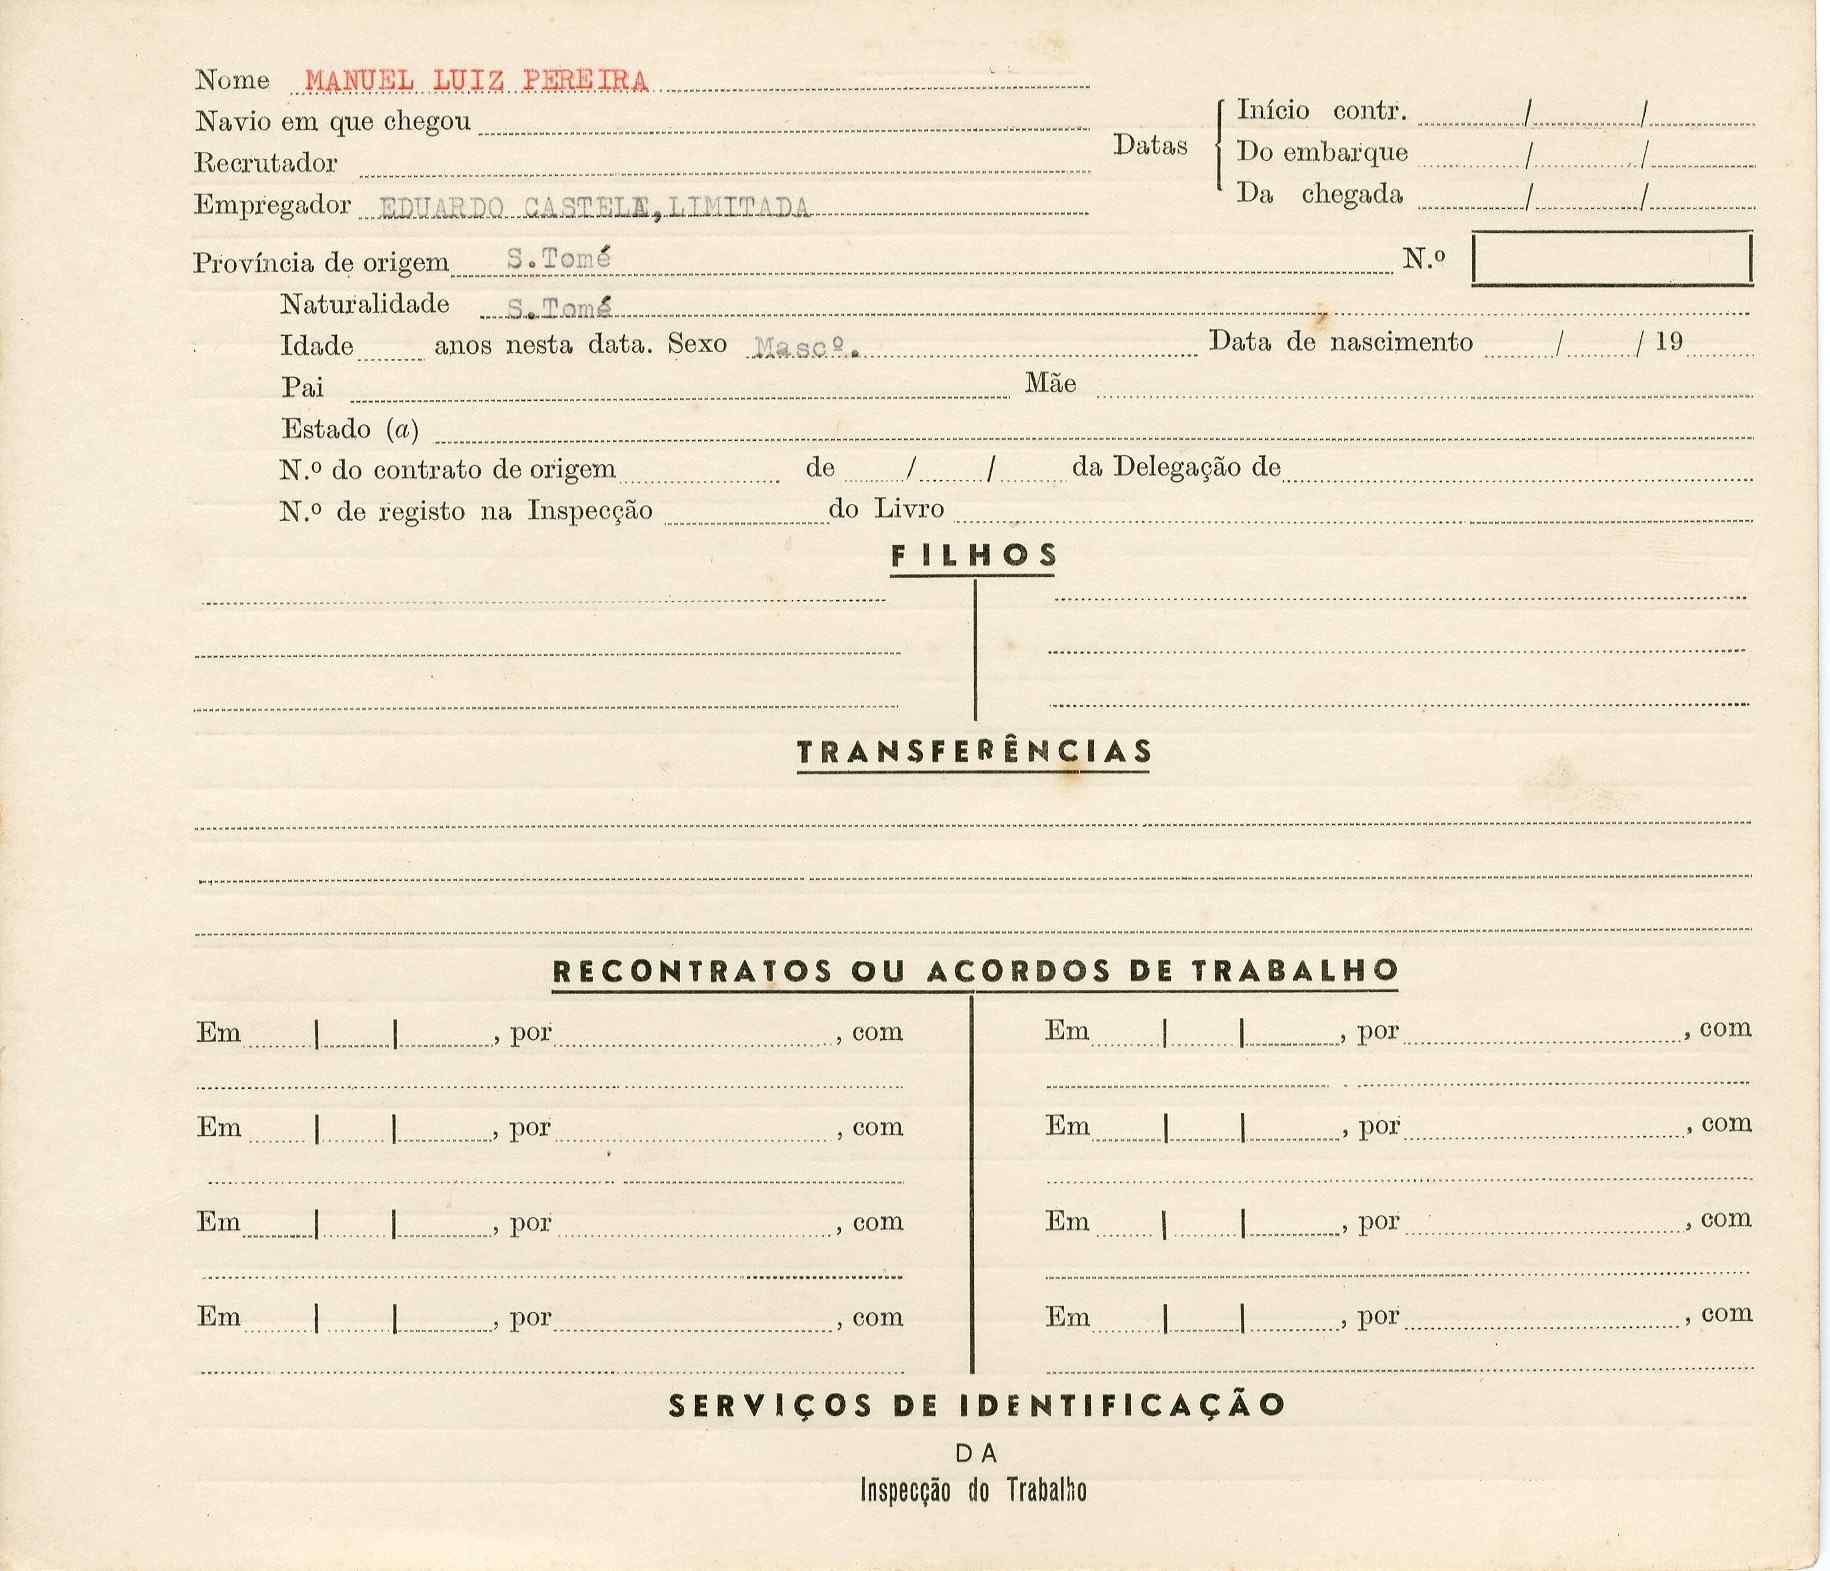 Nome MANUEL LUIZ PEREIRA
Navio em que chegou
Recrutador
Empregador EDUARDO CASTELA, LIMITADA
Datas
Início contr. / /
Do embarque / /
Da chegada / /
Província de origem S.Tomé N.º
Naturalidade S.Tomé
Idade anos nesta data. Sexo Mascº. Data de nascimento / / 19
Pai Mãe
Estado (a)
N.º do contrato de origem de / / da Delegação de
N.º de registo na Inspecção do Livro
FILHOS
TRANSFERÊNCIAS
RECONTRATOS OU ACORDOS DE TRABALHO
Em | | , por , com Em | | , por , com
Em | | , por , com Em | | , por , com
Em | | , por , com Em | | , por , com
Em | | , por , com Em | | , por , com
SERVIÇOS DE IDENTIFICAÇÃO
DA
Inspecção do Trabalho